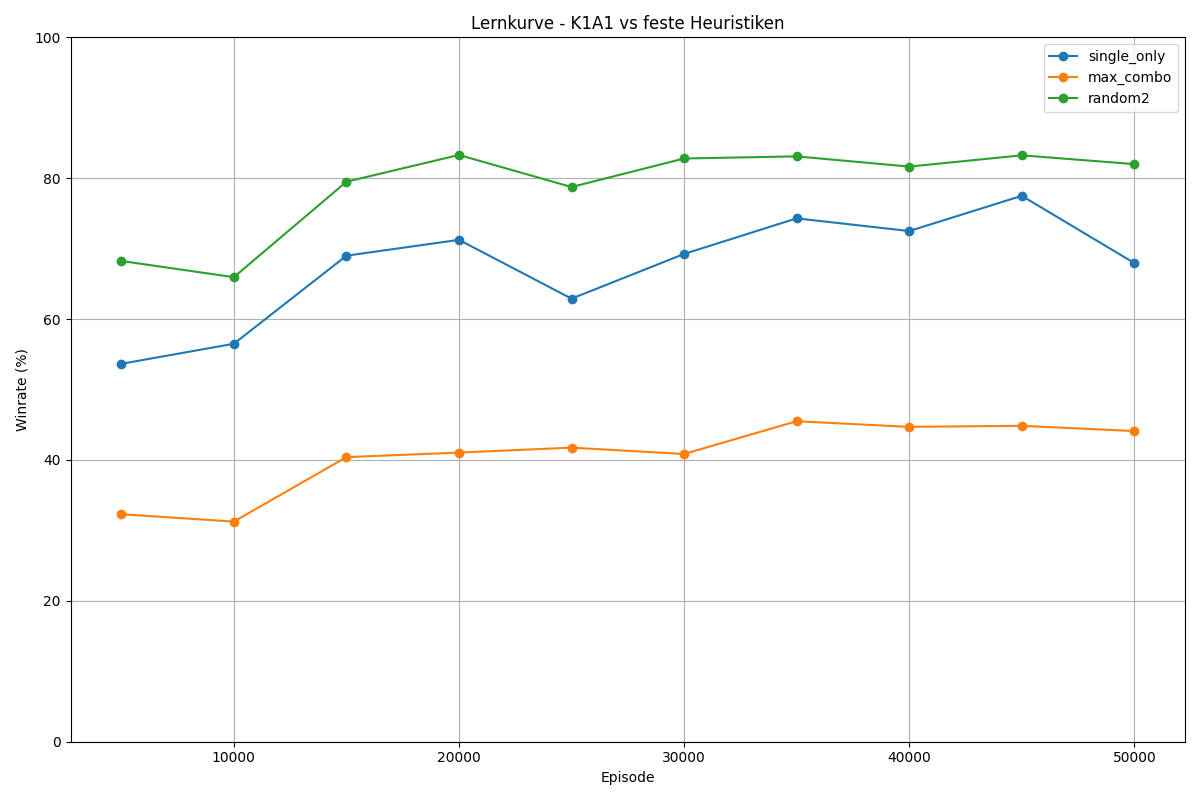 Lernkurve - K1A1 vs feste Heuristiken
single_only
max_combo
random2
Winrate (%)
100
80
60
40
20
0
10000 20000 30000 40000 50000
Episode